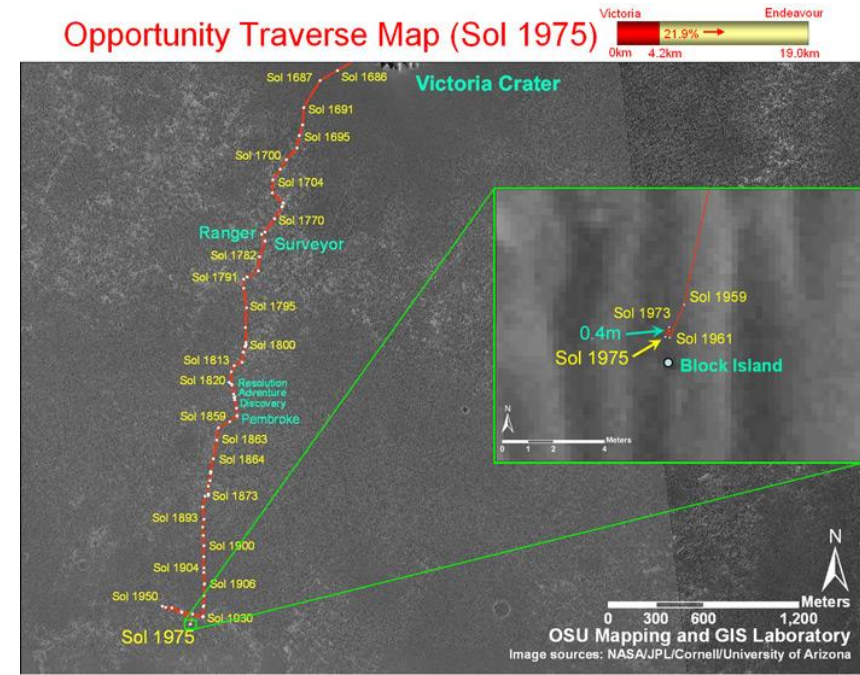 Opportunity Traverse Map (Sol 1975)
Victoria
Endeavour
21.9%
0km
4.2km
19.0km
Sol 1687
Sol 1686
Victoria Crater
Sol 1691
Sol 1695
Sol 1700
Sol 1704
Sol 1770
Ranger
Surveyor
Sol 1782
Sol 1791
Sol 1795
Sol 1800
Sol 1813
Sol 1820
Resolution
Adventure
Discovery
Sol 1859
Pembroke
Sol 1863
Sol 1864
Sol 1873
Sol 1893
Sol 1900
Sol 1904
Sol 1906
Sol 1950
Sol 1930
Sol 1975
Sol 1959
Sol 1973
0.4m
Sol 1961
Sol 1975
Block Island
N
0 1 2 4 Meters
N
Meters
0 300 600 1,200
OSU Mapping and GIS Laboratory
Image sources: NASA/JPL/Cornell/University of Arizona